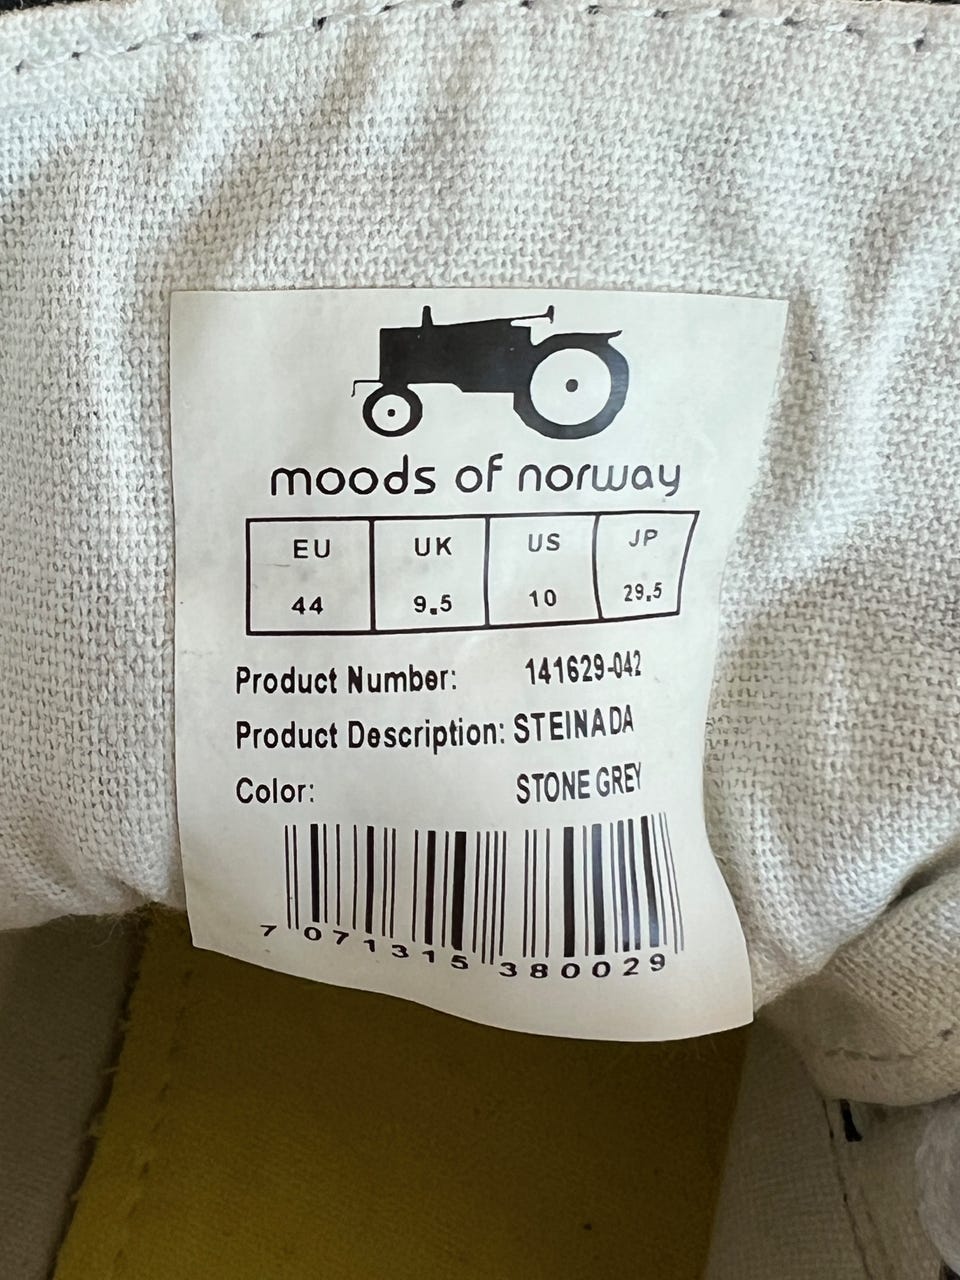 moods of norway
EU UK US JP
44 9.5 10 29.5
Product Number: 141629-042
Product Description: STEINADA
Color: STONE GREY
7 071315 380029